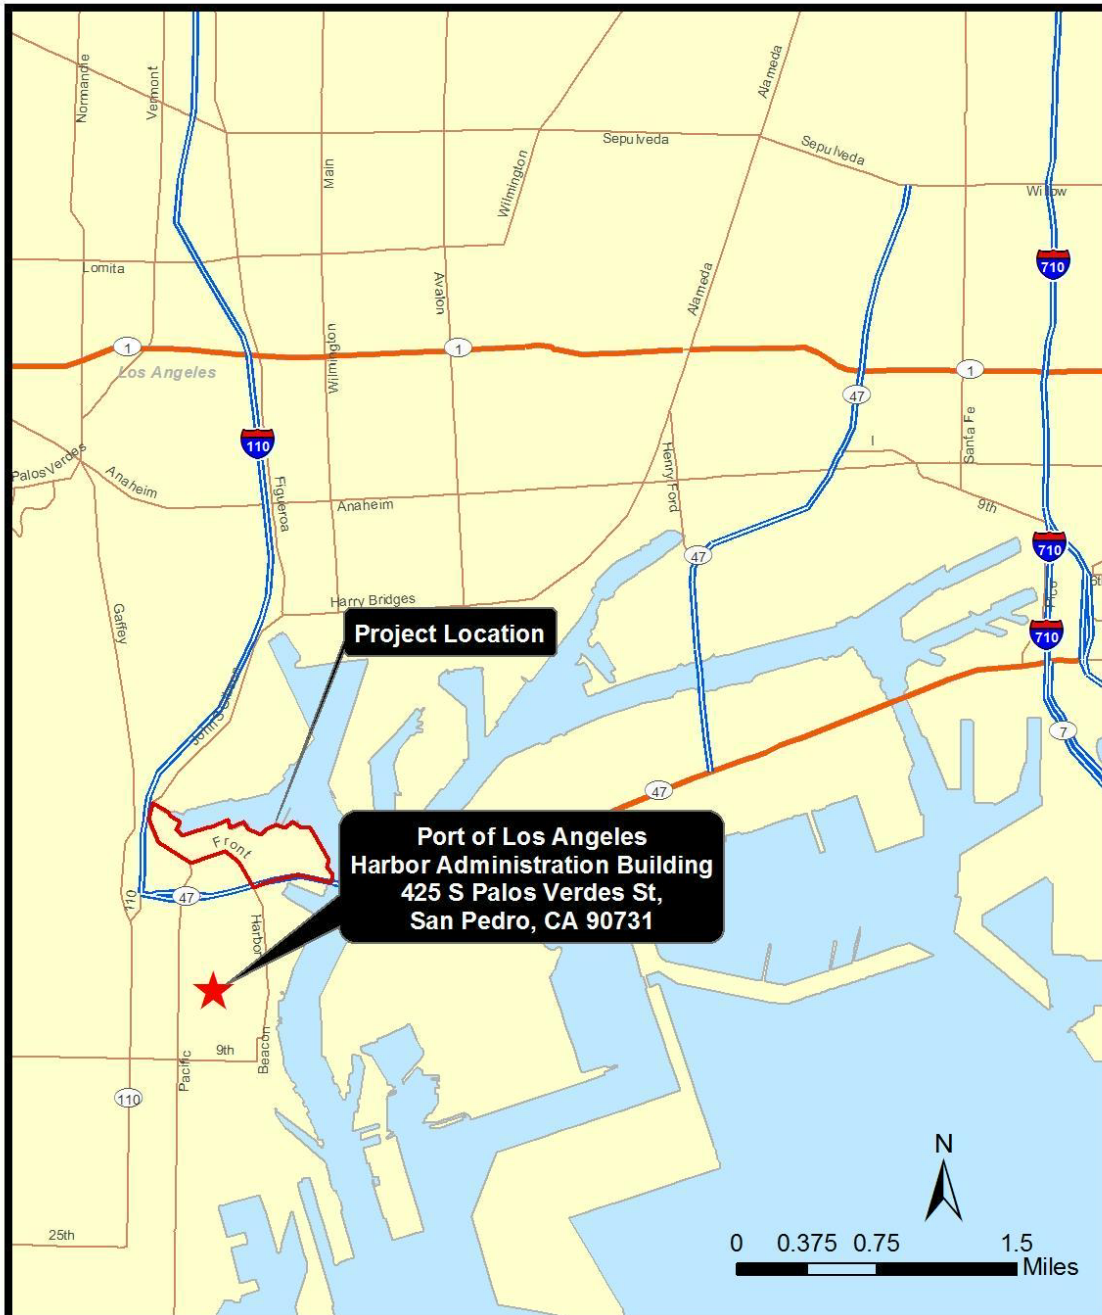 Normandie
Vermont
Alameda
Main
Wilmington
Sepulveda
Sepulveda
Willow
Lomita
Avalon
Alameda
710
1
1
1
Los Angeles
Wilmington
47
110
Palos Verdes
Anaheim
Figueroa
Anaheim
Henry Ford
I
Santa Fe
9th
47
710
Pico
Gaffey
Harry Bridges
710
Project Location
7
47
Front
Port of Los Angeles
Harbor Administration Building
425 S Palos Verdes St,
San Pedro, CA 90731
110
47
Harbor
Beacon
9th
Pacific
110
25th
N
0 0.375 0.75 1.5
Miles